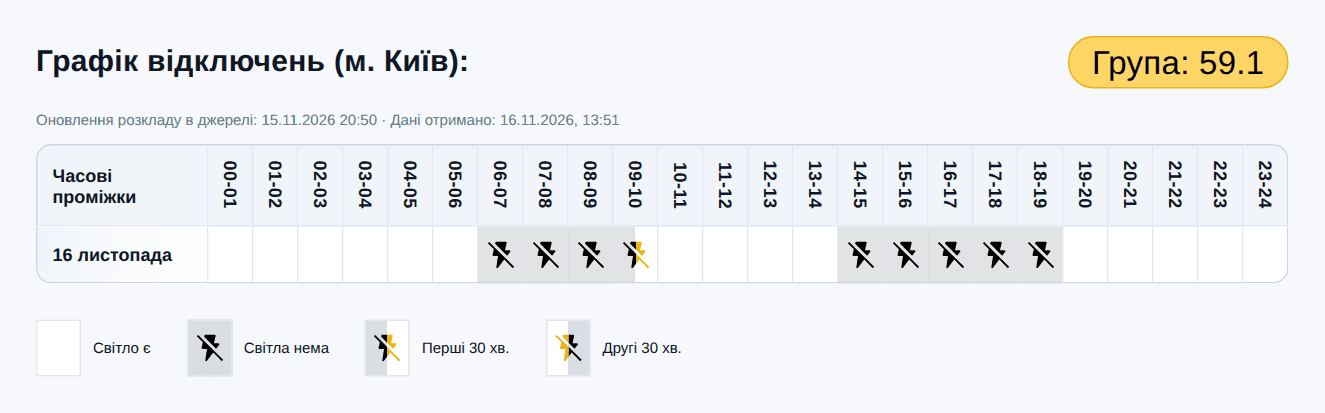 Графік відключень (м. Київ):
Група: 59.1
Оновлення розкладу в джерелі: 15.11.2026 20:50 · Дані отримано: 16.11.2026, 13:51
Часові
проміжки
00-01
01-02
02-03
03-04
04-05
05-06
06-07
07-08
08-09
09-10
10-11
11-12
12-13
13-14
14-15
15-16
16-17
17-18
18-19
19-20
20-21
21-22
22-23
23-24
16 листопада
Світло є
Світла нема
Перші 30 хв.
Другі 30 хв.